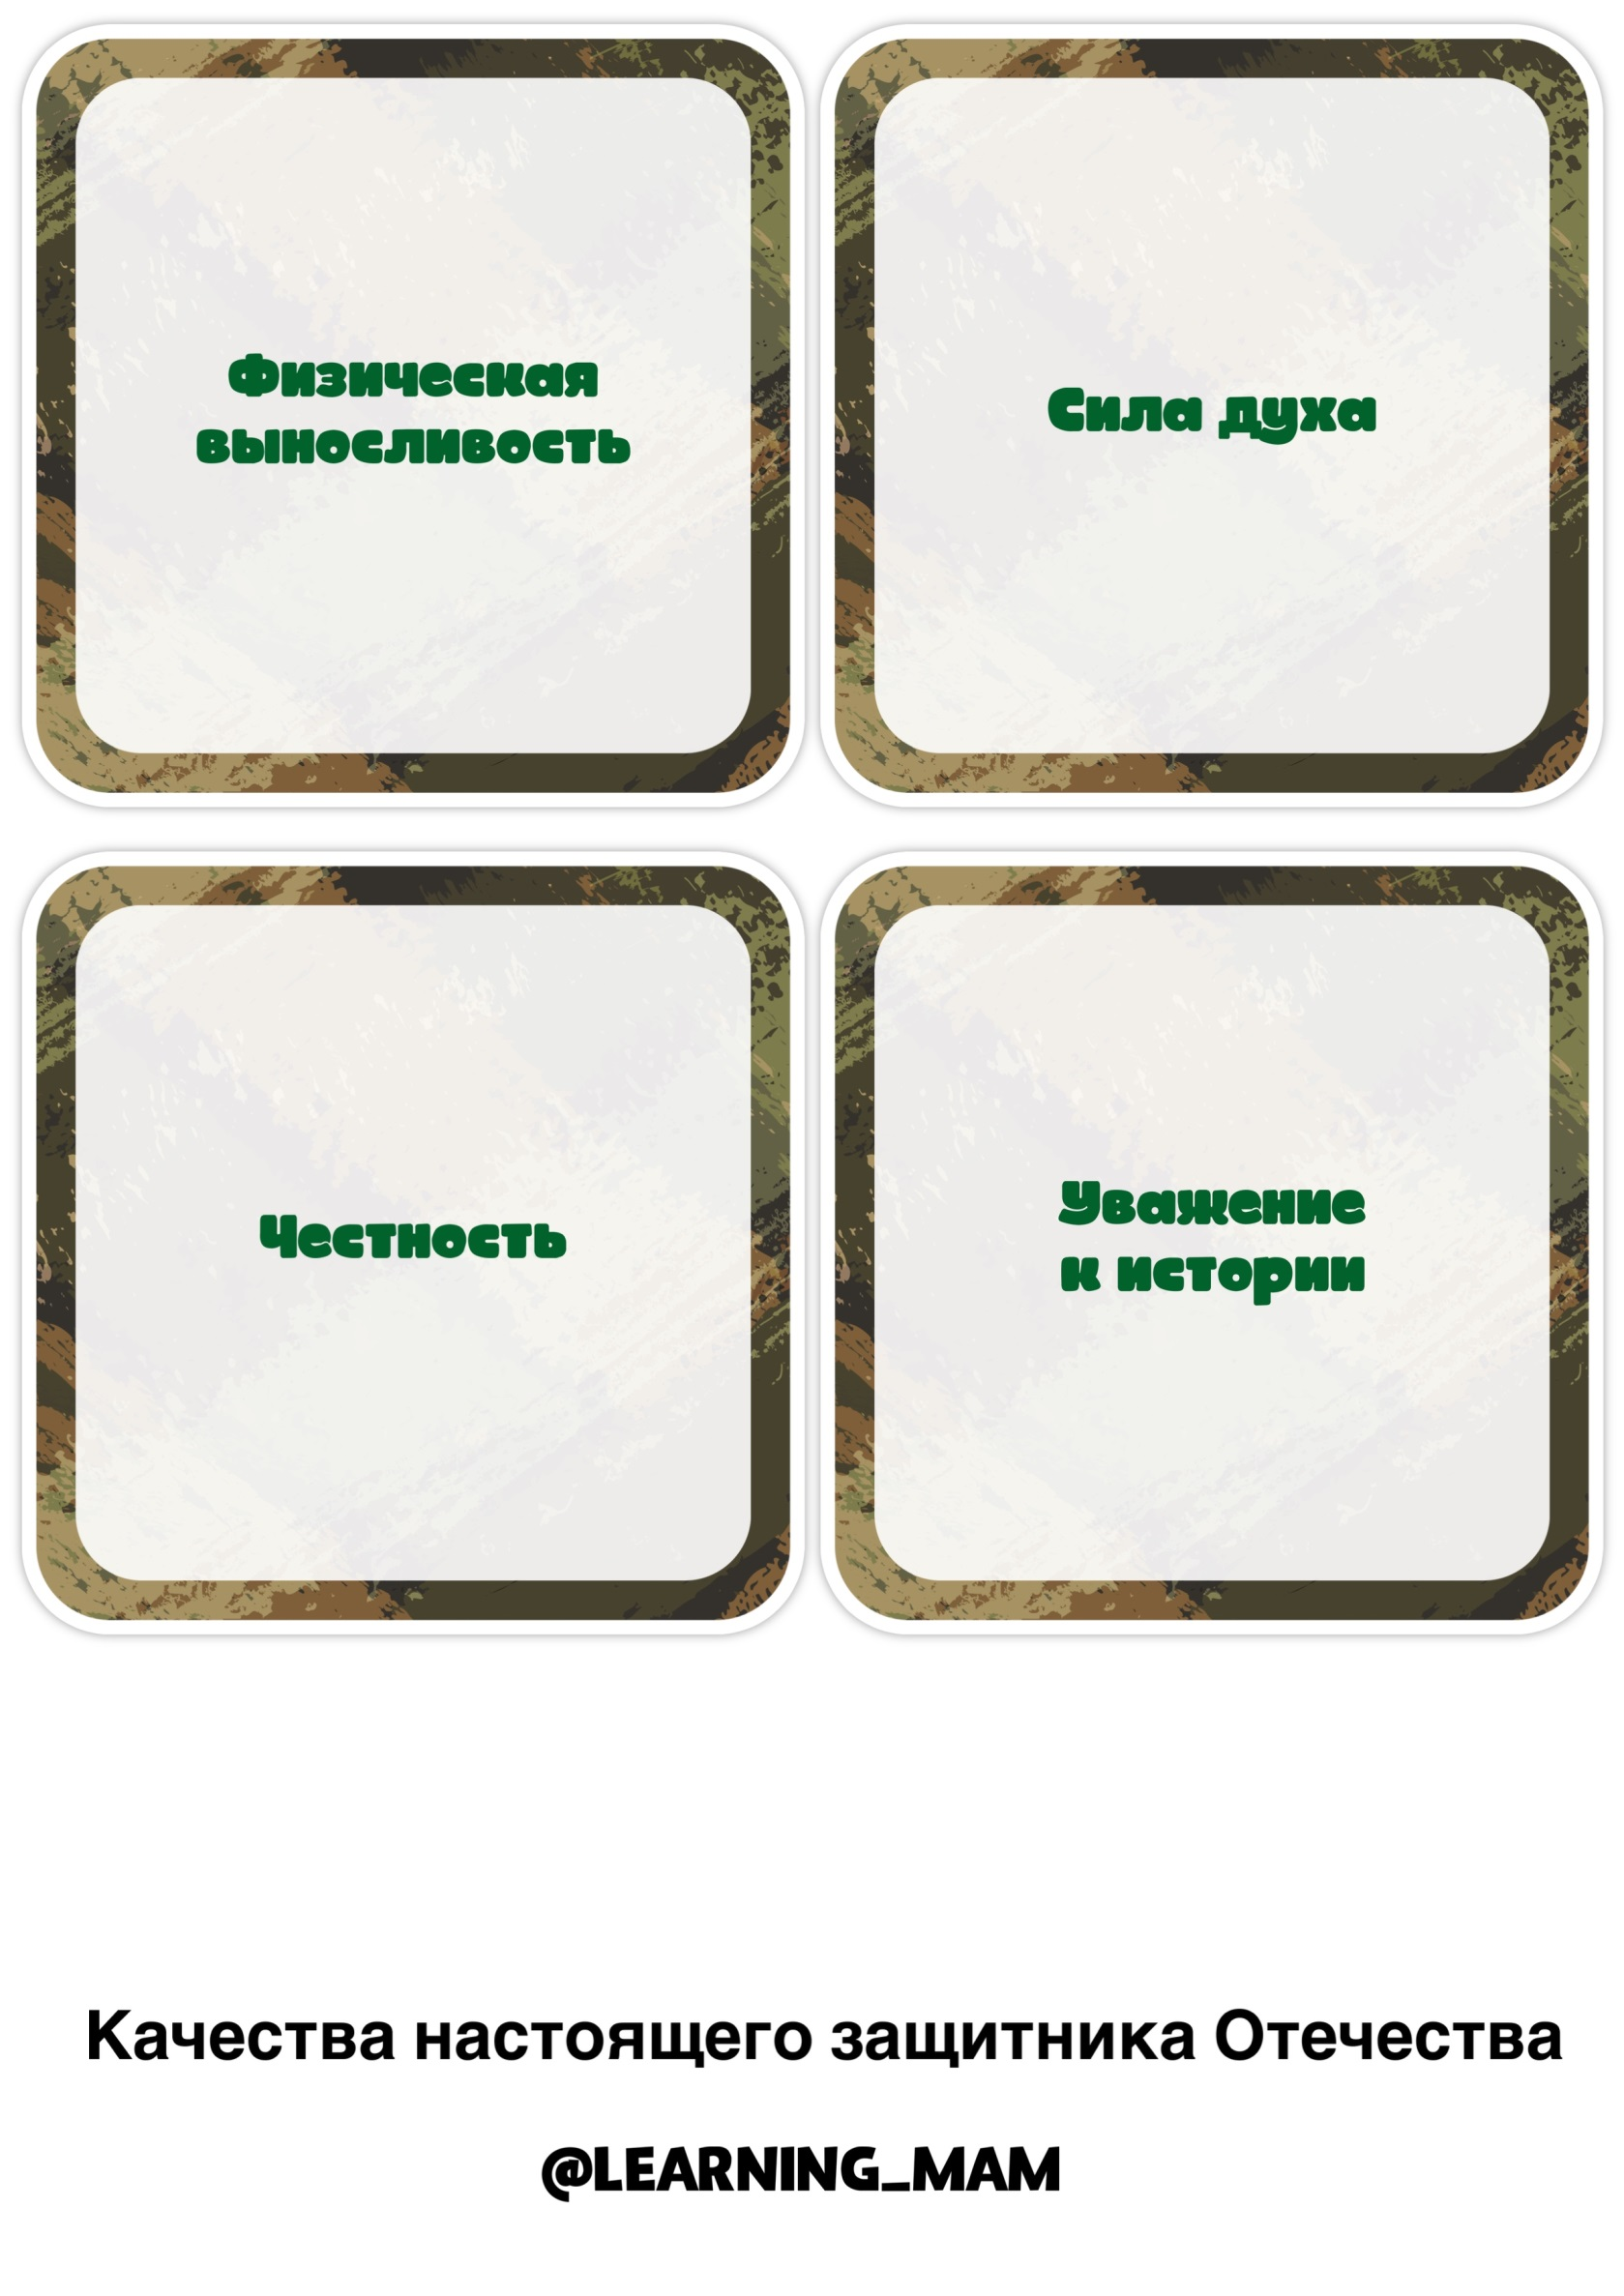 Физическая
выносливость
Сила духа
Честность
Уважение
к истории
Качества настоящего защитника Отечества
@LEARNING_MAM